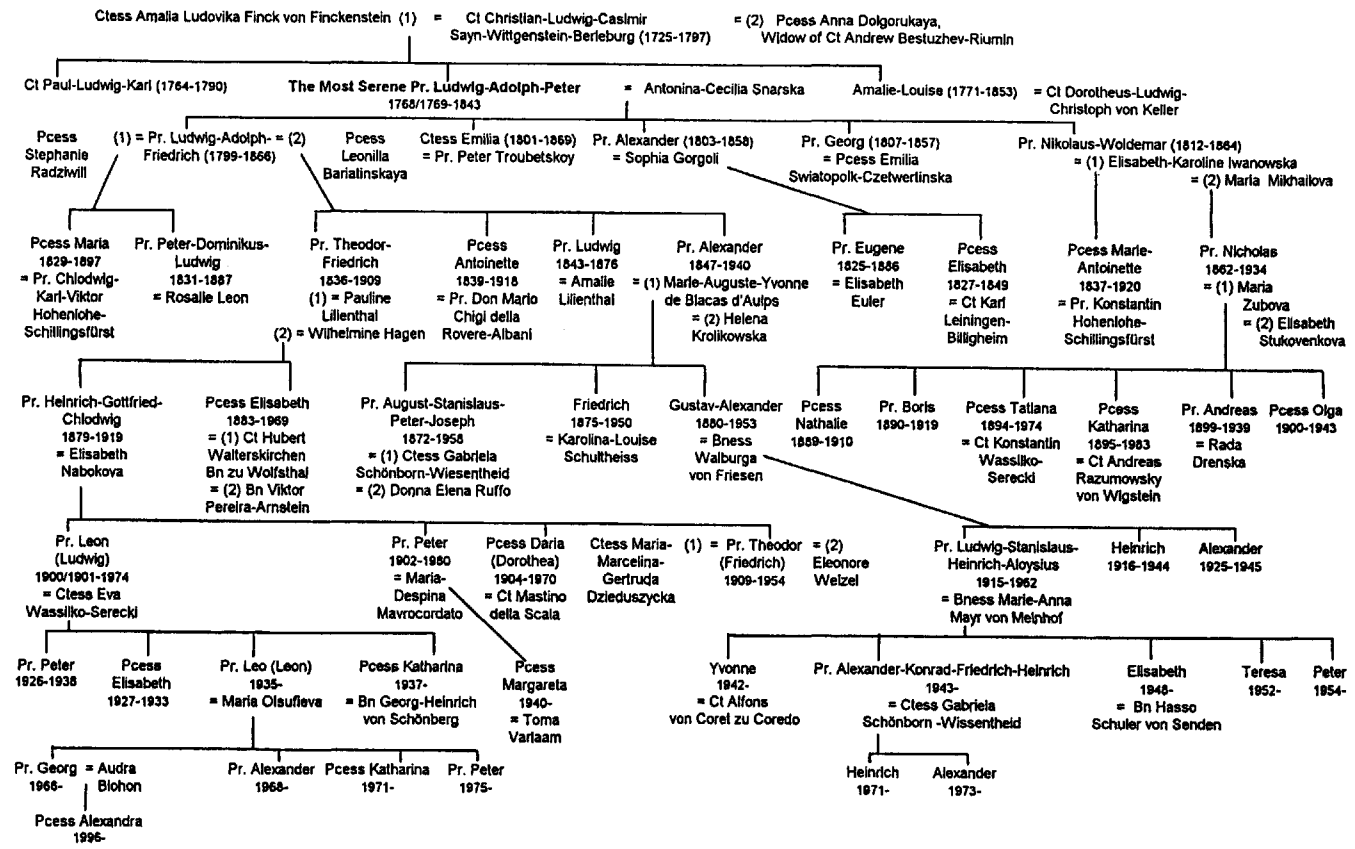 Ctess Amalia Ludovika Finck von Finckenstein (1) = Ct Christian-Ludwig-Casimir = (2) Pcess Anna Dolgorukaya,
Sayn-Wittgenstein-Berleburg (1725-1797) Widow of Ct Andrew Bestuzhev-Riumin
Ct Paul-Ludwig-Karl (1764-1790)
The Most Serene Pr. Ludwig-Adolph-Peter = Antonina-Cecilia Snarska
1768/1769-1843
Amalie-Louise (1771-1853) = Ct Dorotheus-Ludwig-
Christoph von Keller
Pcess
Stephanie
Radziwill
(1) = Pr. Ludwig-Adolph- = (2)
Friedrich (1799-1866)
Pcess
Leonilla
Bariatinskaya
Ctess Emilia (1801-1869)
= Pr. Peter Troubetskoy
Pr. Alexander (1803-1858)
= Sophia Gorgoli
Pr. Georg (1807-1857)
= Pcess Emilia
Swiatopolk-Czetwertinska
Pr. Nikolaus-Woldemar (1812-1864)
= (1) Elisabeth-Karoline Iwanowska
= (2) Maria Mikhailova
Pcess Maria
1829-1897
= Pr. Chlodwig-
Karl-Viktor
Hohenlohe-
Schillingsfürst
Pr. Peter-Dominikus-
Ludwig
1831-1887
= Rosalie Leon
Pr. Theodor-
Friedrich
1836-1909
(1) = Pauline
Lilienthal
(2) = Wilhelmine Hagen
Pcess
Antoinette
1839-1918
= Pr. Don Mario
Chigi della
Rovere-Albani
Pr. Ludwig
1843-1876
= Amalie
Lilienthal
Pr. Alexander
1847-1940
= (1) Marie-Auguste-Yvonne
de Blacas d'Aulps
= (2) Helena
Krolikowska
Pr. Eugene
1825-1886
= Elisabeth
Euler
Pcess
Elisabeth
1827-1849
= Ct Karl
Leiningen-
Billigheim
Pcess Marie-
Antoinette
1837-1920
= Pr. Konstantin
Hohenlohe-
Schillingsfürst
Pr. Nicholas
1862-1934
= (1) Maria
Zubova
= (2) Elisabeth
Stukovenkova
Pr. Heinrich-Gottfried-
Chlodwig
1879-1919
= Elisabeth
Nabokova
Pcess Elisabeth
1883-1969
= (1) Ct Hubert
Walterskirchen
Bn zu Wolfsthal
= (2) Bn Viktor
Pereira-Arnstein
Pr. August-Stanislaus-
Peter-Joseph
1872-1958
= (1) Ctess Gabriela
Schönborn-Wiesentheid
= (2) Donna Elena Ruffo
Friedrich
1875-1950
= Karolina-Louise
Schultheiss
Gustav-Alexander
1880-1953
= Bness
Walburga
von Friesen
Pcess
Nathalie
1889-1910
Pr. Boris
1890-1919
Pcess Tatiana
1894-1974
= Ct Konstantin
Wassilko-
Serecki
Pcess
Katharina
1895-1983
= Ct Andreas
Razumowsky
von Wigstein
Pr. Andreas
1899-1939
= Rada
Drenska
Pcess Olga
1900-1943
Pr. Leon
(Ludwig)
1900/1901-1974
= Ctess Eva
Wassilko-Serecki
Pr. Peter
1902-1980
= Maria-
Despina
Mavrocordato
Pcess Daria
(Dorothea)
1904-1970
= Ct Mastino
della Scala
Ctess Maria-
Marcelina-
Gertruda
Dzieduszycka
(1) = Pr. Theodor = (2)
(Friedrich)
1909-1954
Eleonore
Welzel
Pr. Ludwig-Stanislaus-
Heinrich-Aloysius
1915-1962
= Bness Marie-Anna
Mayr von Melnhof
Heinrich
1916-1944
Alexander
1925-1945
Pr. Peter
1926-1938
Pcess
Elisabeth
1927-1933
Pr. Leo (Leon)
1935-
= Maria Olsufieva
Pcess Katharina
1937-
= Bn Georg-Heinrich
von Schönberg
Pcess
Margareta
1940-
= Toma
Varlaam
Yvonne
1942-
= Ct Alfons
von Coret zu Coredo
Pr. Alexander-Konrad-Friedrich-Heinrich
1943-
= Ctess Gabriela
Schönborn -Wissentheid
Elisabeth
1948-
= Bn Hasso
Schuler von Senden
Teresa
1952-
Peter
1954-
Pr. Georg = Audra
1966- Blohon
Pr. Alexander
1968-
Pcess Katharina
1971-
Pr. Peter
1975-
Heinrich
1971-
Alexander
1973-
Pcess Alexandra
1996-